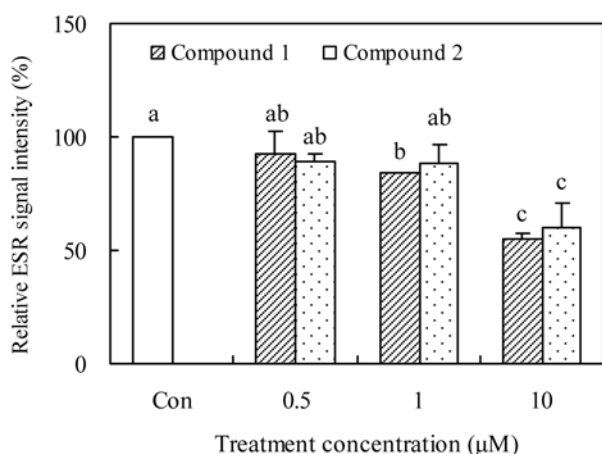 150
Compound 1 Compound 2
a ab ab b ab c c
100
50
0
Relative ESR signal intensity (%)
Con 0.5 1 10
Treatment concentration (μM)